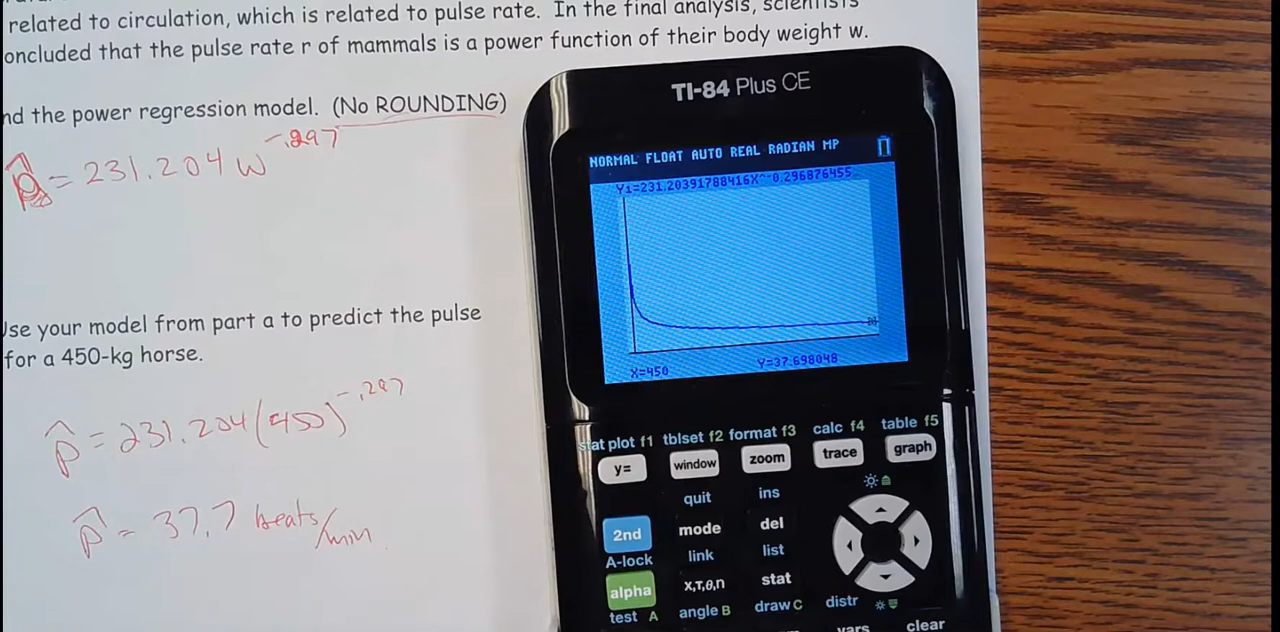 related to circulation, which is related to pulse rate. In the final analysis, scientists
oncluded that the pulse rate r of mammals is a power function of their body weight w.
nd the power regression model. (No ROUNDING)
p̂ = 231.204 w^-.297
Use your model from part a to predict the pulse
for a 450-kg horse.
p̂ = 231.204 (450)^-.297
p̂ = 37.7 beats/min
TI-84 Plus CE
NORMAL FLOAT AUTO REAL RADIAN MP
Y1=231.20391788416X^-0.296876455
X=450 Y=37.698048
stat plot f1 tblset f2 format f3 calc f4 table f5
y= window zoom trace graph
quit ins
2nd mode del
A-lock link list
alpha X,T,θ,n stat
test A angle B draw C distr
vars clear